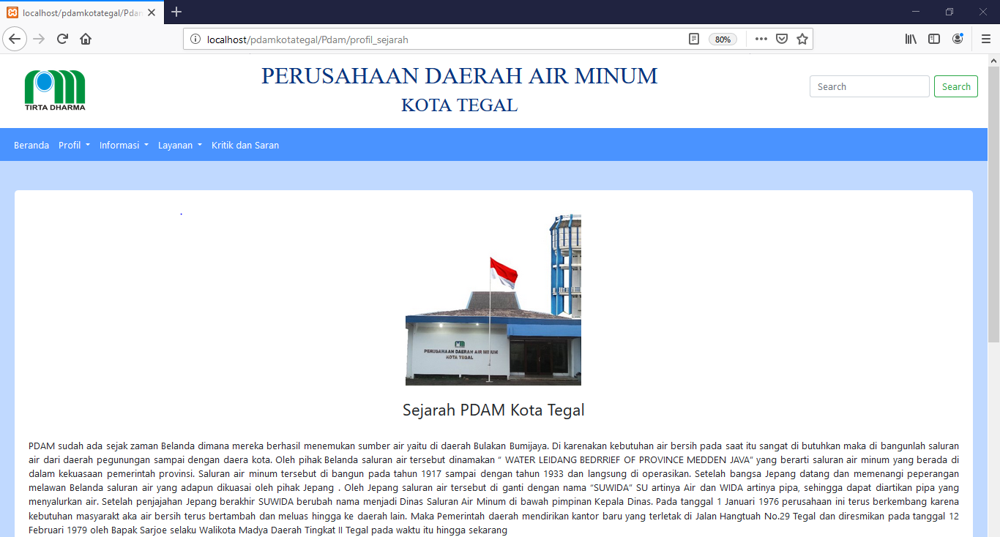 localhost/pdamkotategal/Pdam
localhost/pdamkotategal/Pdam/profil_sejarah
80%
TIRTA DHARMA
PERUSAHAAN DAERAH AIR MINUM
KOTA TEGAL
Search
Search
Beranda Profil Informasi Layanan Kritik dan Saran
PERUSAHAAN DAERAH AIR MINUM
KOTA TEGAL
Sejarah PDAM Kota Tegal
PDAM sudah ada sejak zaman Belanda dimana mereka berhasil menemukan sumber air yaitu di daerah Bulakan Bumijaya. Di karenakan kebutuhan air bersih pada saat itu sangat di butuhkan maka di bangunlah saluran
air dari daerah pegunungan sampai dengan daera kota. Oleh pihak Belanda saluran air tersebut dinamakan “ WATER LEIDANG BEDRRIEF OF PROVINCE MEDDEN JAVA“ yang berarti saluran air minum yang berada di
dalam kekuasaan pemerintah provinsi. Saluran air minum tersebut di bangun pada tahun 1917 sampai dengan tahun 1933 dan langsung di operasikan. Setelah bangsa Jepang datang dan memenangi peperangan
melawan Belanda saluran air yang adapun dikuasai oleh pihak Jepang . Oleh Jepang saluran air tersebut di ganti dengan nama “SUWIDA” SU artinya Air dan WIDA artinya pipa, sehingga dapat diartikan pipa yang
menyalurkan air. Setelah penjajahan Jepang berakhir SUWIDA berubah nama menjadi Dinas Saluran Air Minum di bawah pimpinan Kepala Dinas. Pada tanggal 1 Januari 1976 perusahaan ini terus berkembang karena
kebutuhan masyarakt aka air bersih terus bertambah dan meluas hingga ke daerah lain. Maka Pemerintah daerah mendirikan kantor baru yang terletak di Jalan Hangtuah No.29 Tegal dan diresmikan pada tanggal 12
Februari 1979 oleh Bapak Sarjoe selaku Walikota Madya Daerah Tingkat II Tegal pada waktu itu hingga sekarang